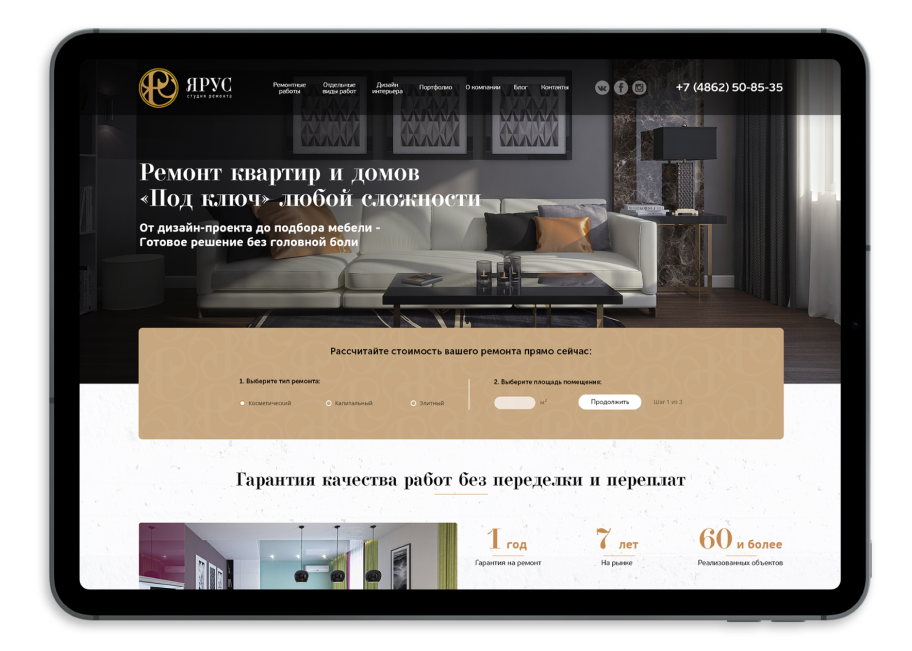 ЯРУС
студия ремонта
Ремонтные
работы
Отдельные
виды работ
Дизайн
интерьера
Портфолио
О компании
Блог
Контакты
+7 (4862) 50-85-35
Ремонт квартир и домов
«Под ключ» любой сложности
От дизайн-проекта до подбора мебели -
Готовое решение без головной боли
Рассчитайте стоимость вашего ремонта прямо сейчас:
1. Выберите тип ремонта:
Косметический
Капитальный
Элитный
2. Выберите площадь помещения:
м²
Продолжить
Шаг 1 из 3
Гарантия качества работ без переделки и переплат
1 год
Гарантия на ремонт
7 лет
На рынке
60 и более
Реализованных объектов